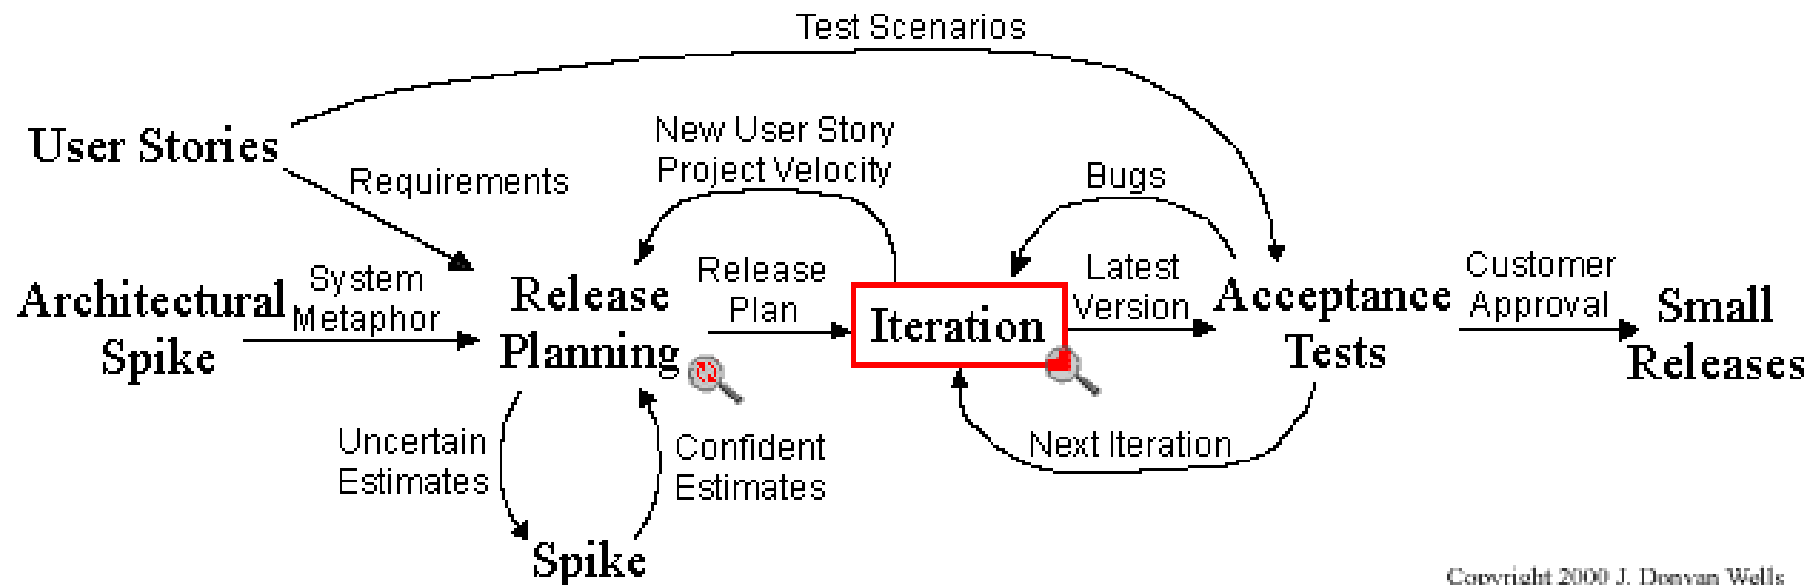 Test Scenarios
User Stories
New User Story
Project Velocity
Requirements
Bugs
Architectural
Spike
System
Metaphor
Release
Planning
Release
Plan
Iteration
Latest
Version
Acceptance
Tests
Customer
Approval
Small
Releases
Uncertain
Estimates
Confident
Estimates
Next Iteration
Spike
Copyright 2000 J. Donvan Wells